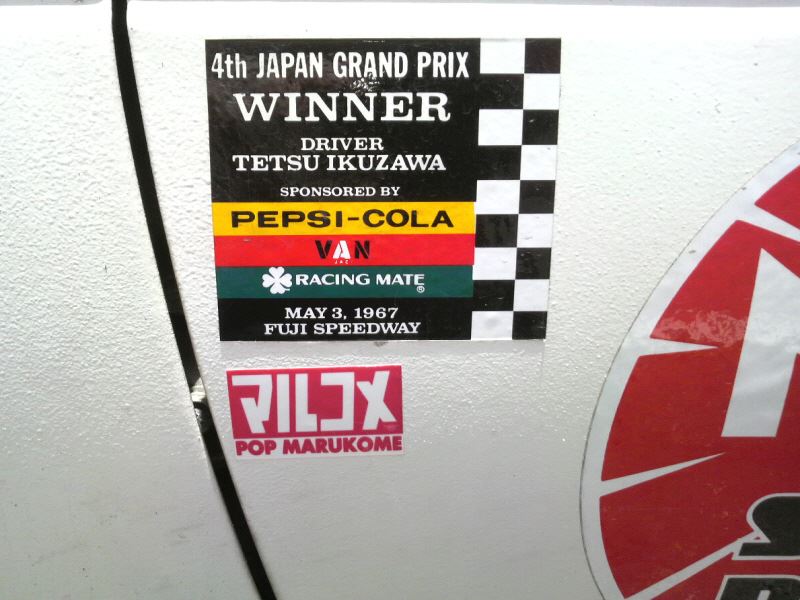 4th JAPAN GRAND PRIX
WINNER
DRIVER
TETSU IKUZAWA
SPONSORED BY
PEPSI-COLA
VAN
JAC
RACING MATE ®
MAY 3, 1967
FUJI SPEEDWAY
マルコメ
POP MARUKOME